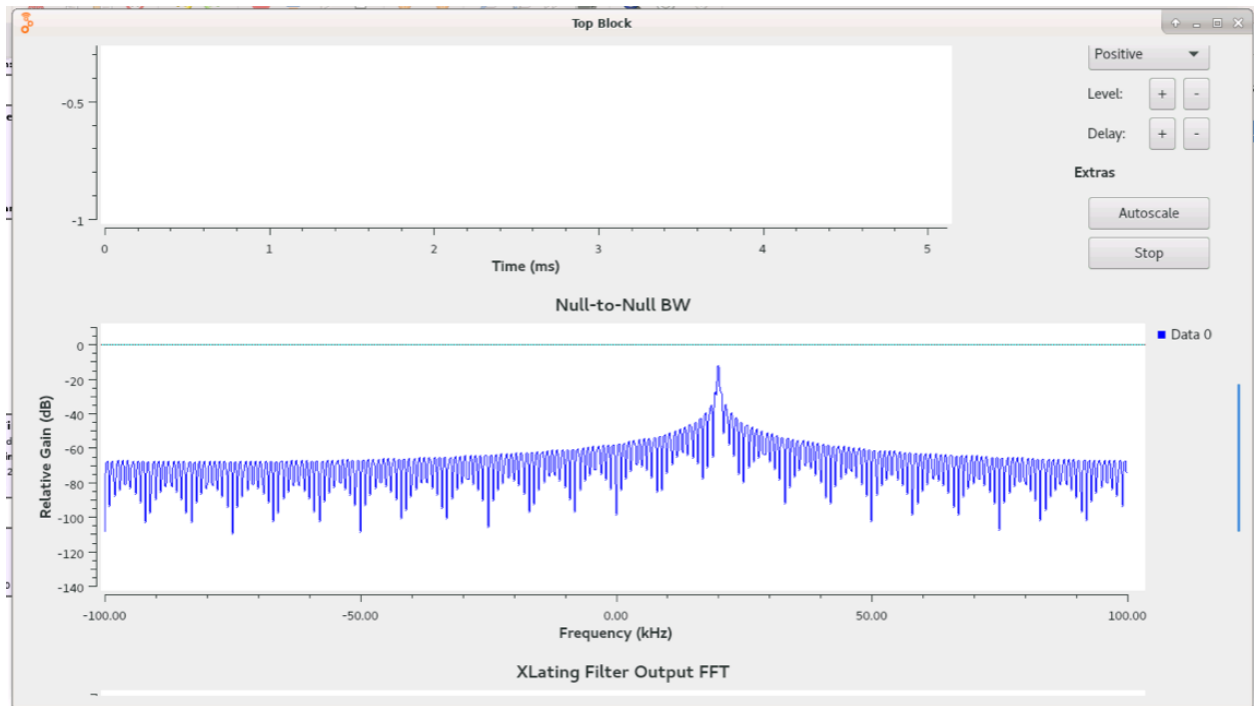 Top Block
Positive
Level: + -
Delay: + -
Extras
Autoscale
Stop
-0.5
-1
0 1 2 3 4 5
Time (ms)
Null-to-Null BW
Data 0
0
-20
-40
-60
-80
-100
-120
-140
Relative Gain (dB)
-100.00 -50.00 0.00 50.00 100.00
Frequency (kHz)
XLating Filter Output FFT